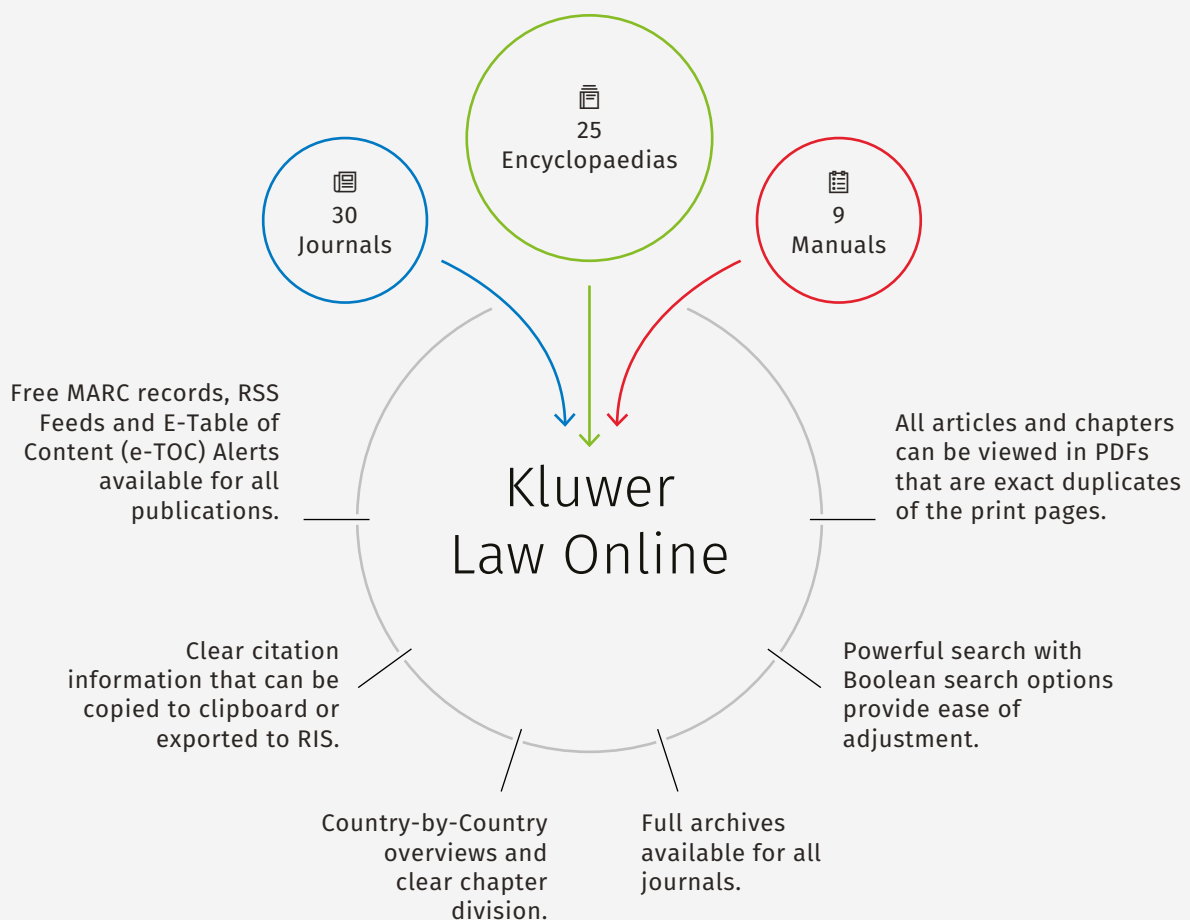 25
Encyclopaedias
30
Journals
9
Manuals
Free MARC records, RSS
Feeds and E-Table of
Content (e-TOC) Alerts
available for all
publications.
All articles and chapters
can be viewed in PDFs
that are exact duplicates
of the print pages.
Kluwer
Law Online
Clear citation
information that can be
copied to clipboard or
exported to RIS.
Powerful search with
Boolean search options
provide ease of
adjustment.
Country-by-Country
overviews and
clear chapter
division.
Full archives
available for all
journals.